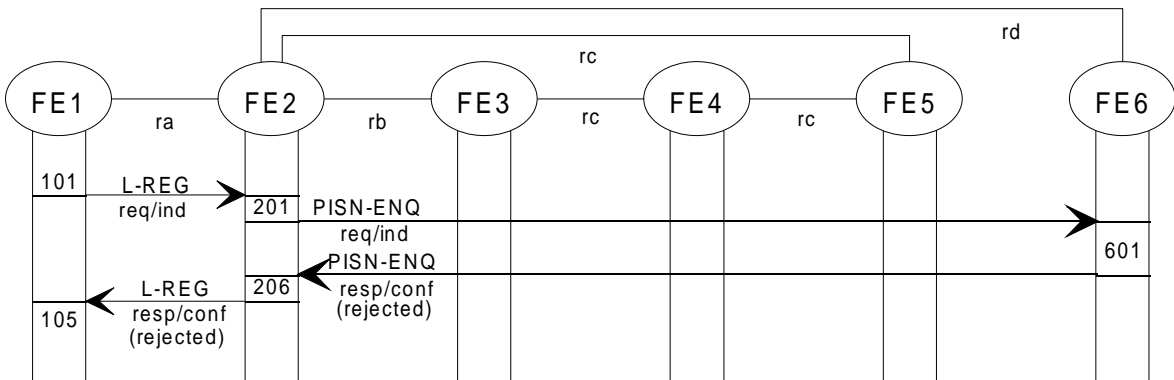 rd
rc
FE1 FE2 FE3 FE4 FE5 FE6
ra rb rc rc
101 L-REG
req/ind 201 PISN-ENQ
req/ind
PISN-ENQ 601
L-REG 206 resp/conf
105 resp/conf (rejected)
(rejected)